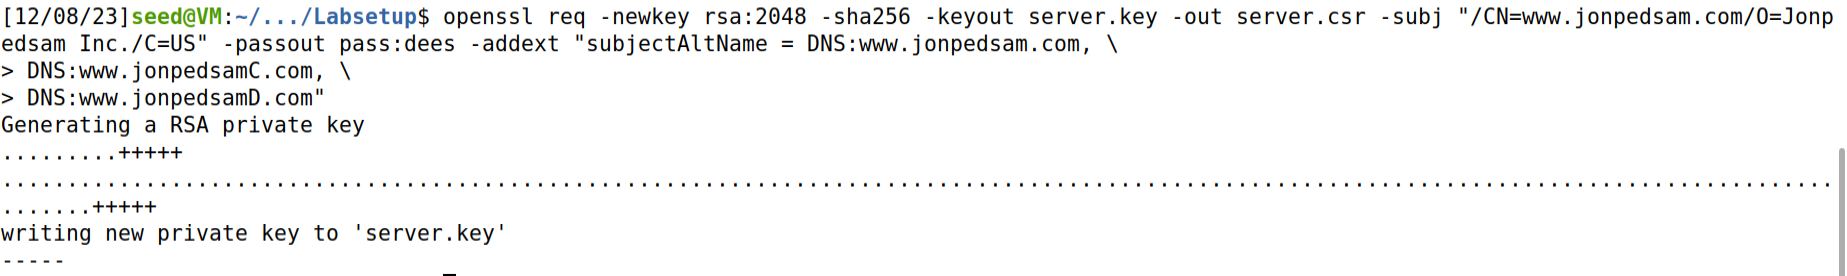 [12/08/23]seed@VM:~/.../Labsetup$ openssl req -newkey rsa:2048 -sha256 -keyout server.key -out server.csr -subj "/CN=www.jonpedsam.com/O=Jonp
edsam Inc./C=US" -passout pass:dees -addext "subjectAltName = DNS:www.jonpedsam.com, \
> DNS:www.jonpedsamC.com, \
> DNS:www.jonpedsamD.com"
Generating a RSA private key
.........+++++
............................................................................................................................................
.......+++++
writing new private key to 'server.key'
-----